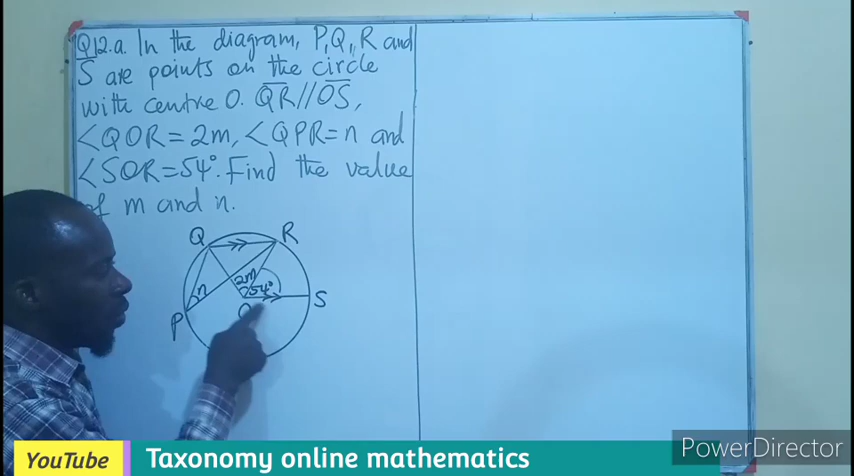 Q12.a. In the diagram, P, Q, R and
S are points on the circle
with centre O. QR//OS,
<QOR=2m, <QPR=n and
<SOR=54°. Find the value
of m and n.
Q R
2m
n 54°
O S
P
YouTube Taxonomy online mathematics
PowerDirector